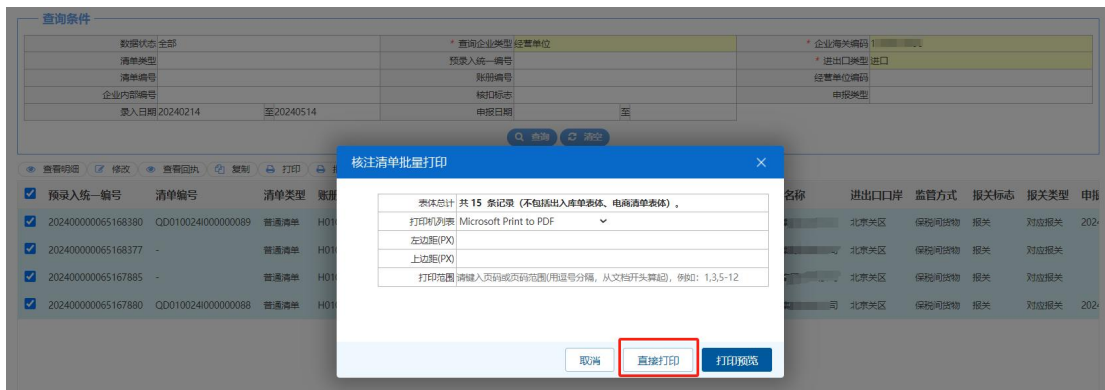 查询条件
数据状态 全部 * 查询企业类型 经营单位 * 企业海关编码 1
清单类型 预录入统一编号 * 进出口类型 进口
清单编号 账册编号 经营单位编码
企业内部编号 核扣标志 申报类型
录入日期 20240214 至20240514 申报日期 至
查询 清空
查看明细 修改 查看回执 复制 打印
核注清单批量打印 ×
表体总计 共 15 条记录(不包括出入库单表体、电商清单表体)。
打印机列表 Microsoft Print to PDF
左边距(PX)
上边距(PX)
打印范围 请键入页码或页码范围(用逗号分隔,从文档开头算起),例如:1,3,5-12
取消 直接打印 打印预览
预录入统一编号 清单编号 清单类型 账册 名称 进出口口岸 监管方式 报关标志 报关类型 申报
202400000065168380 QD010024I000000089 普通清单 H01 北京关区 保税间货物 报关 对应报关 202
202400000065168377 - 普通清单 H01 北京关区 保税间货物 报关 对应报关
202400000065167885 - 普通清单 H01 北京关区 保税间货物 报关 对应报关
202400000065167880 QD010024I000000088 普通清单 H01 司 北京关区 保税间货物 报关 对应报关 202